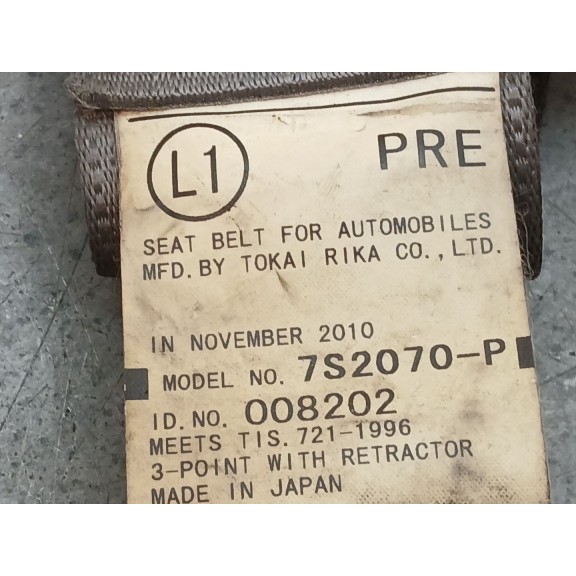 L1 PRE
SEAT BELT FOR AUTOMOBILES
MFD. BY TOKAI RIKA CO., LTD.
IN NOVEMBER 2010
MODEL NO. 7S2070-P
ID. NO. 008202
MEETS TIS. 721-1996
3-POINT WITH RETRACTOR
MADE IN JAPAN